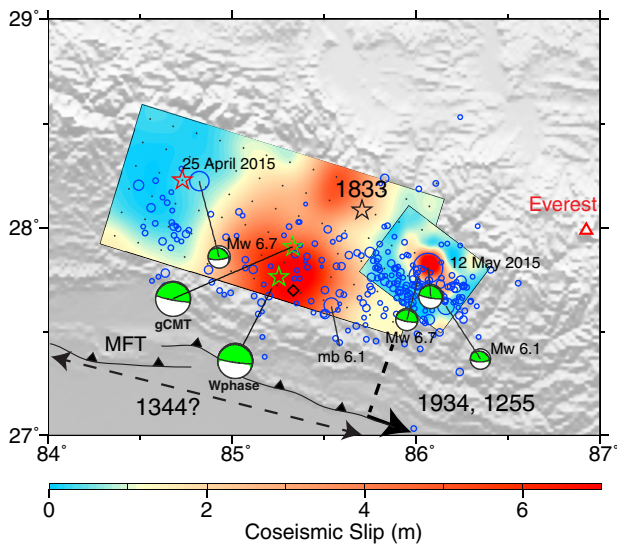 29˚
25 April 2015
1833
Everest
28˚
Mw 6.7
12 May 2015
gCMT
MFT
mb 6.1
Mw 6.7
Mw 6.1
Wphase
1344?
1934, 1255
27˚
84˚ 85˚ 86˚ 87˚
0 2 4 6
Coseismic Slip (m)